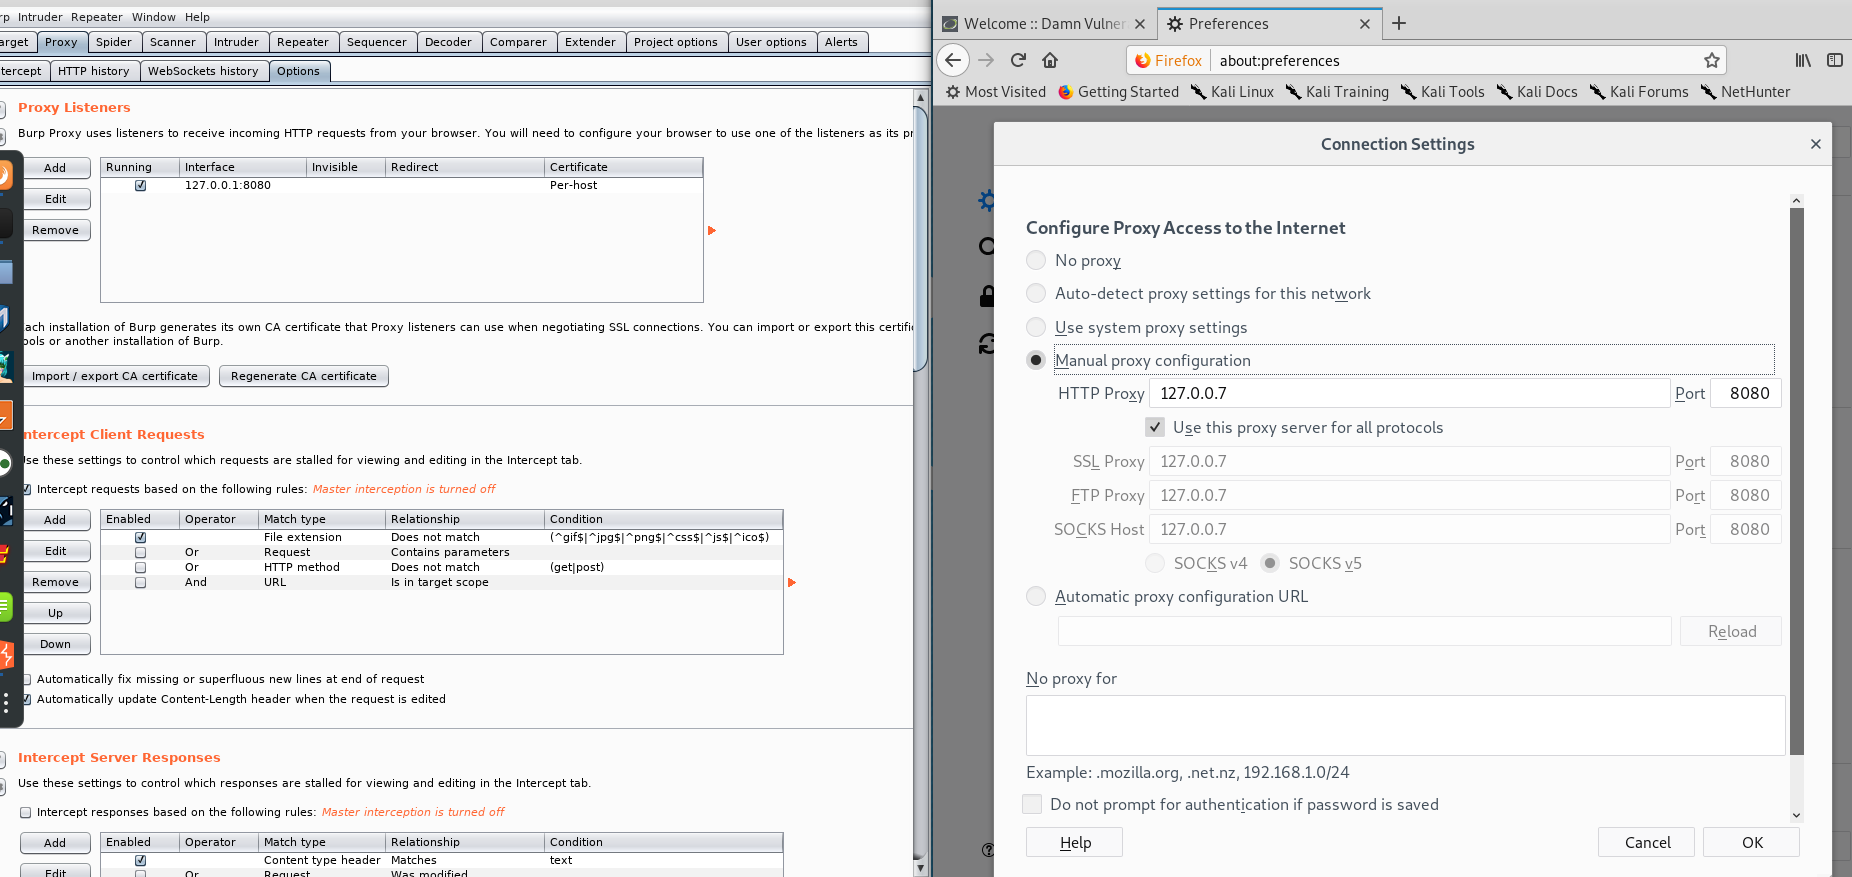 rp Intruder Repeater Window Help
arget Proxy Spider Scanner Intruder Repeater Sequencer Decoder Comparer Extender Project options User options Alerts
tercept HTTP history WebSockets history Options
Proxy Listeners
Burp Proxy uses listeners to receive incoming HTTP requests from your browser. You will need to configure your browser to use one of the listeners as its pr
Add
Edit
Remove
Running Interface Invisible Redirect Certificate
127.0.0.1:8080 Per-host
ach installation of Burp generates its own CA certificate that Proxy listeners can use when negotiating SSL connections. You can import or export this certific
ols or another installation of Burp.
Import / export CA certificate Regenerate CA certificate
ntercept Client Requests
Use these settings to control which requests are stalled for viewing and editing in the Intercept tab.
Intercept requests based on the following rules: Master interception is turned off
Add
Edit
Remove
Up
Down
Enabled Operator Match type Relationship Condition
File extension Does not match (^gif$|^jpg$|^png$|^css$|^js$|^ico$)
Or Request Contains parameters
Or HTTP method Does not match (get|post)
And URL Is in target scope
Automatically fix missing or superfluous new lines at end of request
Automatically update Content-Length header when the request is edited
Intercept Server Responses
Use these settings to control which responses are stalled for viewing and editing in the Intercept tab.
Intercept responses based on the following rules: Master interception is turned off
Add
Edit
Enabled Operator Match type Relationship Condition
Content type header Matches text
Or Request Was modified
Welcome :: Damn Vulner Preferences
Firefox about:preferences
Most Visited Getting Started Kali Linux Kali Training Kali Tools Kali Docs Kali Forums NetHunter
Connection Settings
Configure Proxy Access to the Internet
No proxy
Auto-detect proxy settings for this network
Use system proxy settings
Manual proxy configuration
HTTP Proxy 127.0.0.7 Port 8080
Use this proxy server for all protocols
SSL Proxy 127.0.0.7 Port 8080
FTP Proxy 127.0.0.7 Port 8080
SOCKS Host 127.0.0.7 Port 8080
SOCKS v4 SOCKS v5
Automatic proxy configuration URL
Reload
No proxy for
Example: .mozilla.org, .net.nz, 192.168.1.0/24
Do not prompt for authentication if password is saved
Help Cancel OK